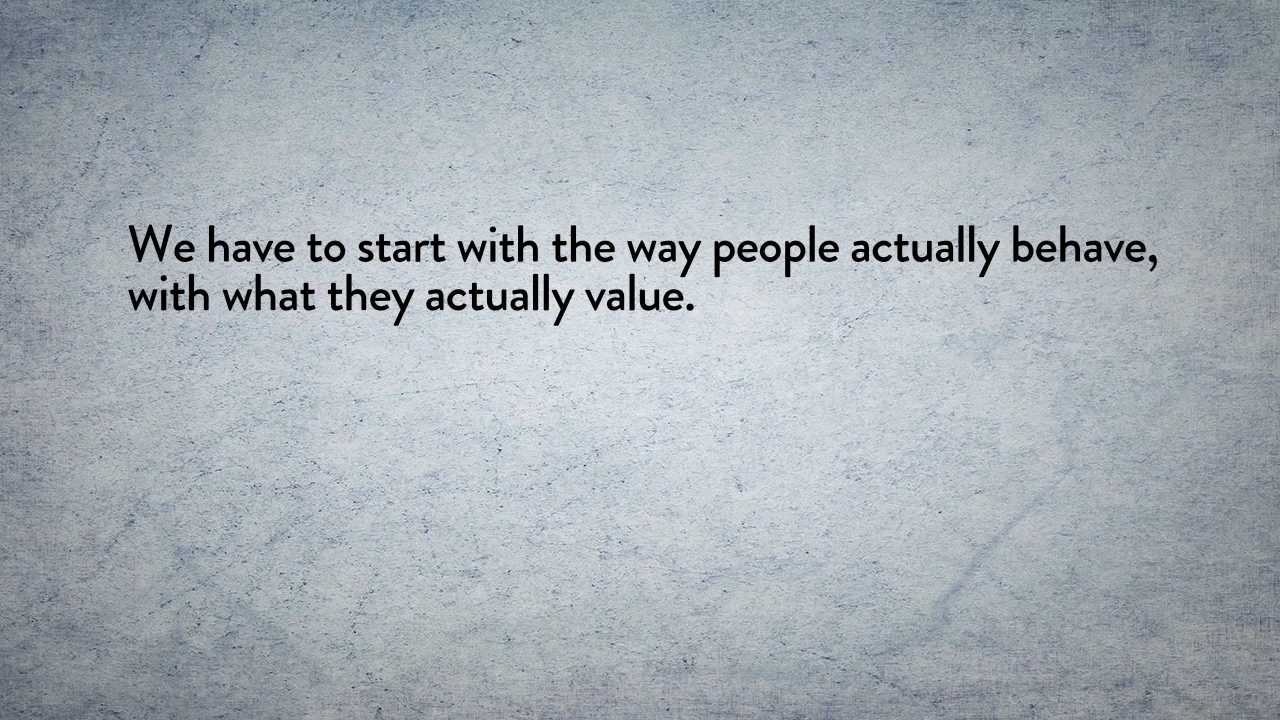 We have to start with the way people actually behave,
with what they actually value.